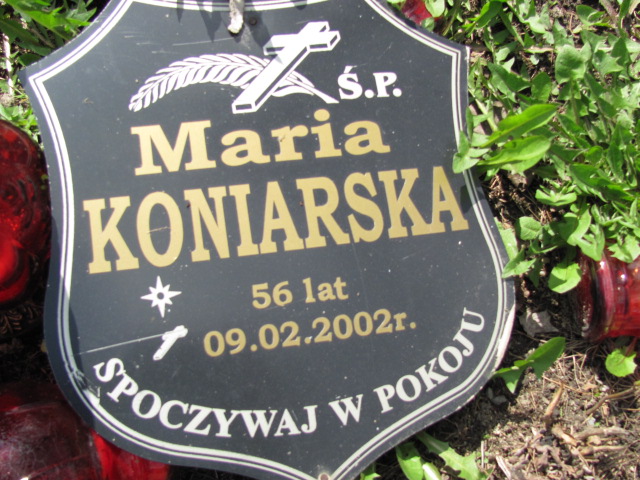 Ś.P.
Maria
KONIARSKA
56 lat
09.02.2002r.
SPOCZYWAJ W POKOJU